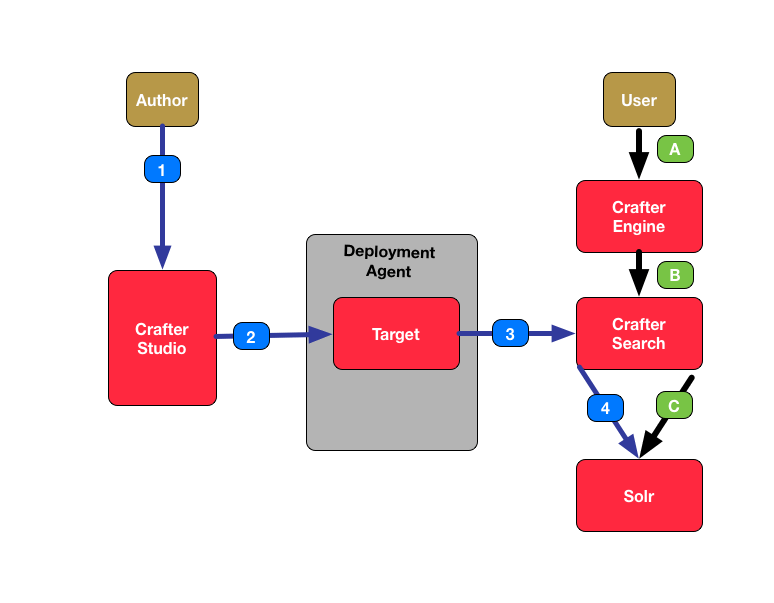 Author
User
1
A
Crafter
Engine
Deployment
Agent
B
Crafter
Studio
2
Target
3
Crafter
Search
4
C
Solr